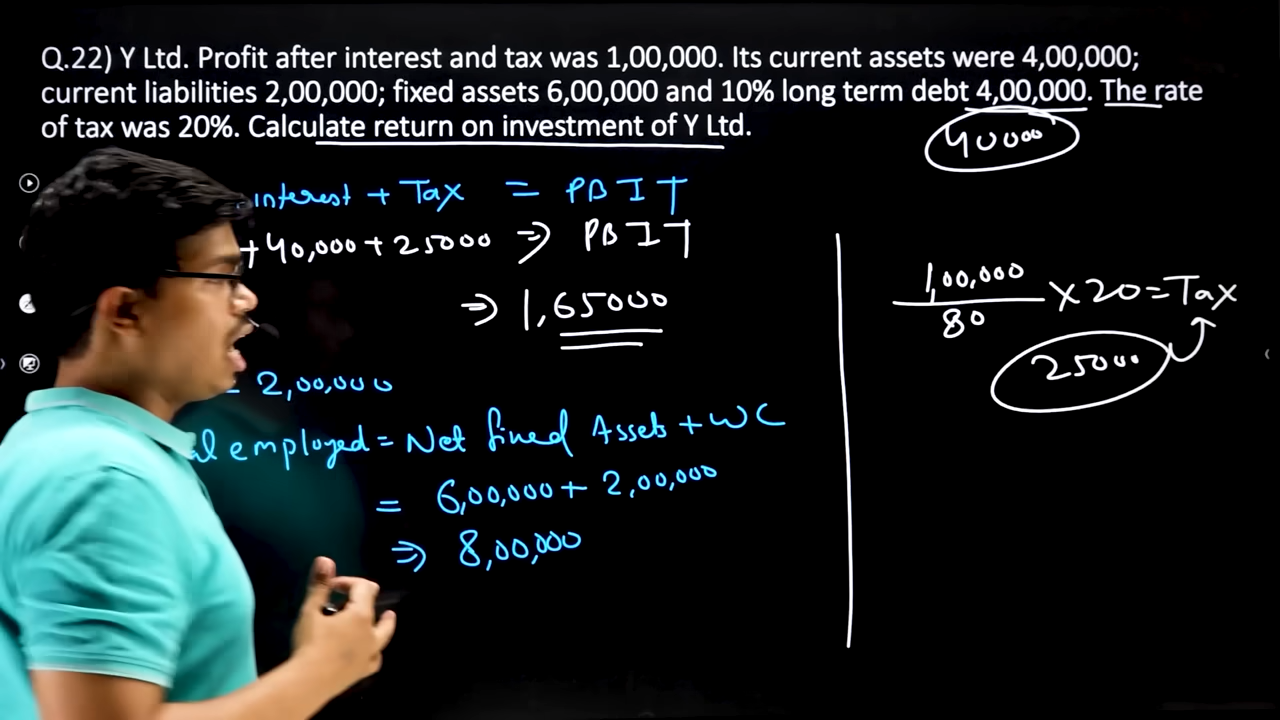 Q.22) Y Ltd. Profit after interest and tax was 1,00,000. Its current assets were 4,00,000;
current liabilities 2,00,000; fixed assets 6,00,000 and 10% long term debt 4,00,000. The rate
of tax was 20%. Calculate return on investment of Y Ltd.
40000
interest + Tax = PBIT
+ 40,000 + 25000 ⇒ PBIT
⇒ 1,65000
= 2,00,000
employed = Net fixed Assets + WC
= 6,00,000 + 2,00,000
⇒ 8,00,000
1,00,000
80
× 20 = Tax
25000